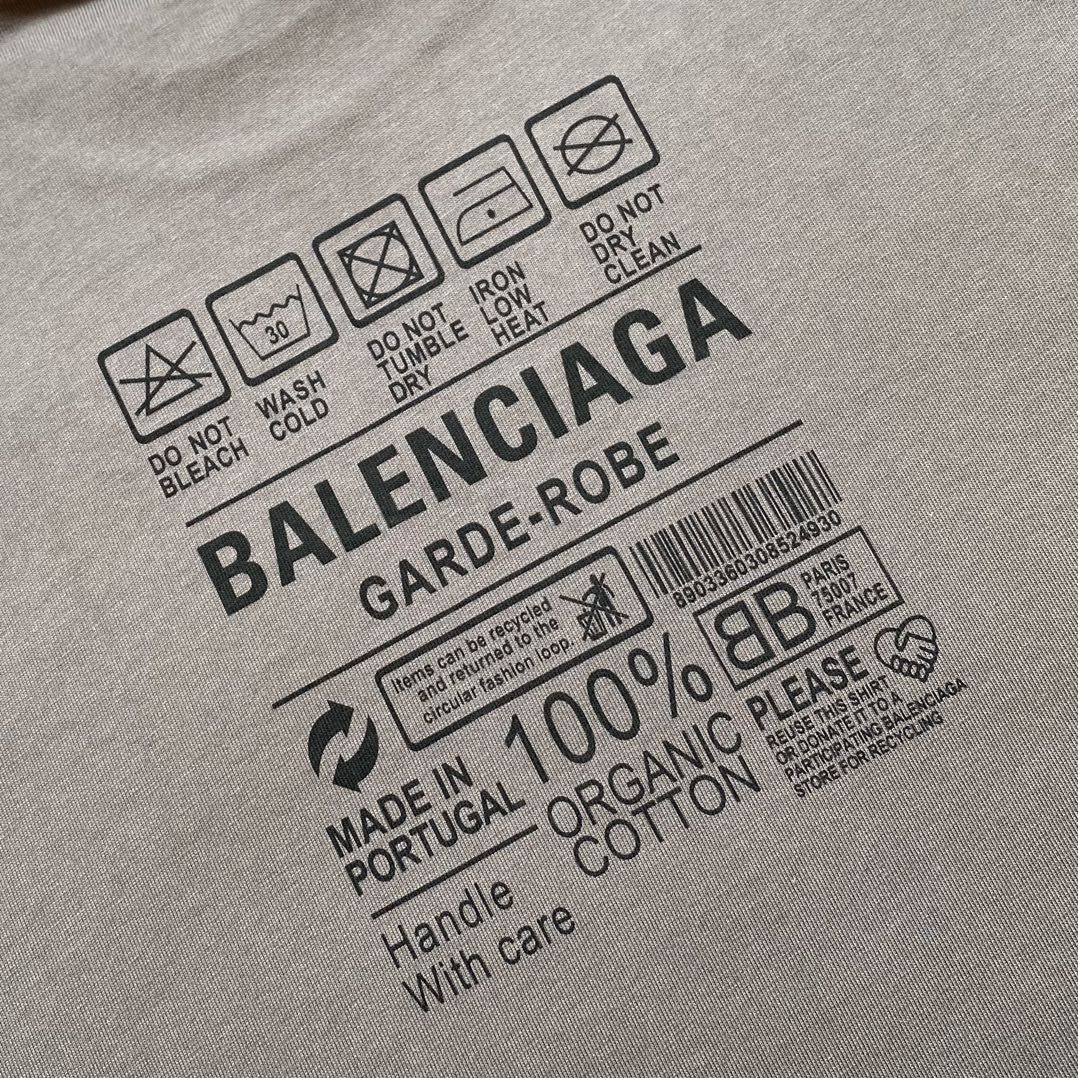 DO NOT
BLEACH
30
WASH
COLD
DO NOT
TUMBLE
DRY
IRON
LOW
HEAT
DO NOT
DRY
CLEAN
BALENCIAGA
GARDE-ROBE
Items can be recycled
and returned to the
circular fashion loop.
8903360308524930
BB
PARIS
75007
FRANCE
MADE IN
PORTUGAL
100%
ORGANIC
COTTON
PLEASE
REUSE THIS SHIRT
OR DONATE IT TO A
PARTICIPATING BALENCIAGA
STORE FOR RECYCLING
Handle
With care